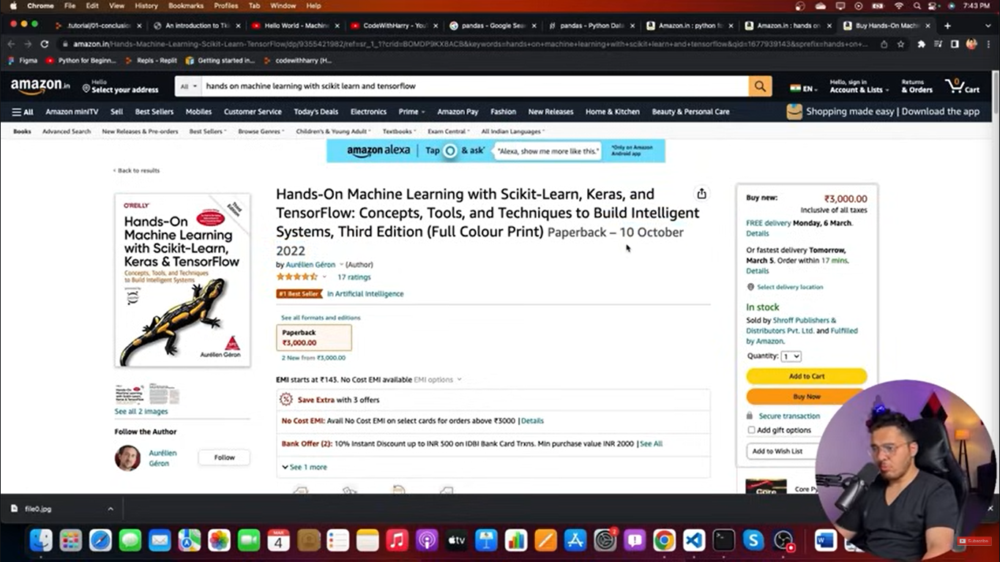 Chrome File Edit View History Bookmarks Profiles Tab Window Help 7:43 PM
.tutorial/01-conclusion An introduction to Tk Hello World - Machine CodeWithHarry - You pandas - Google Sea pandas - Python Dat Amazon.in : python f Amazon.in : hands on Buy Hands-On Machi
amazon.in/Hands-Machine-Learning-Scikit-Learn-TensorFlow/dp/9355421982/ref=sr_1_1?crid=BOMDP9KX8ACB&keywords=hands+on+machine+learning+with+scikit+learn+and+tensorflow&qid=1677939143&sprefix=hands+on+...
Figma Python for Beginn... Repls - Replit Getting started in... codewithharry (H...
amazon.in
Hello
Select your address
All hands on machine learning with scikit learn and tensorflow
EN
Hello, sign in
Account & Lists
Returns
& Orders
0
Cart
All Amazon miniTV Sell Best Sellers Mobiles Customer Service Today's Deals Electronics Prime Amazon Pay Fashion New Releases Home & Kitchen Beauty & Personal Care Shopping made easy | Download the app
Books Advanced Search New Releases & Pre-orders Best Sellers Browse Genres Children's & Young Adult Textbooks Exam Central All Indian Languages
amazon alexa Tap & ask* "Alexa, show me more like this."
*Only on Amazon
Android app
‹ Back to results
O'REILLY
Third
Edition
Hands-On
Machine Learning
with Scikit-Learn,
Keras & TensorFlow
Concepts, Tools, and Techniques
to Build Intelligent Systems
Aurélien Géron
See all 2 images
Follow the Author
Aurélien
Géron
Follow
Hands-On Machine Learning with Scikit-Learn, Keras, and
TensorFlow: Concepts, Tools, and Techniques to Build Intelligent
Systems, Third Edition (Full Colour Print) Paperback – 10 October
2022
by Aurélien Géron (Author)
17 ratings
#1 Best Seller in Artificial Intelligence
See all formats and editions
Paperback
₹3,000.00
2 New from ₹3,000.00
EMI starts at ₹143. No Cost EMI available EMI options
Save Extra with 3 offers
No Cost EMI: Avail No Cost EMI on select cards for orders above ₹3000 | Details
Bank Offer (2): 10% Instant Discount up to INR 500 on IDBI Bank Card Trxns. Min purchase value INR 2000 | See All
See 1 more
Buy new: ₹3,000.00
Inclusive of all taxes
FREE delivery Monday, 6 March.
Details
Or fastest delivery Tomorrow,
March 5. Order within 17 mins.
Details
Select delivery location
In stock
Sold by Shroff Publishers &
Distributors Pvt. Ltd. and Fulfilled
by Amazon.
Quantity: 1
Add to Cart
Buy Now
Secure transaction
Add gift options
Add to Wish List
Core Py
file0.jpg
MAR
4
tv
2
Subscribe